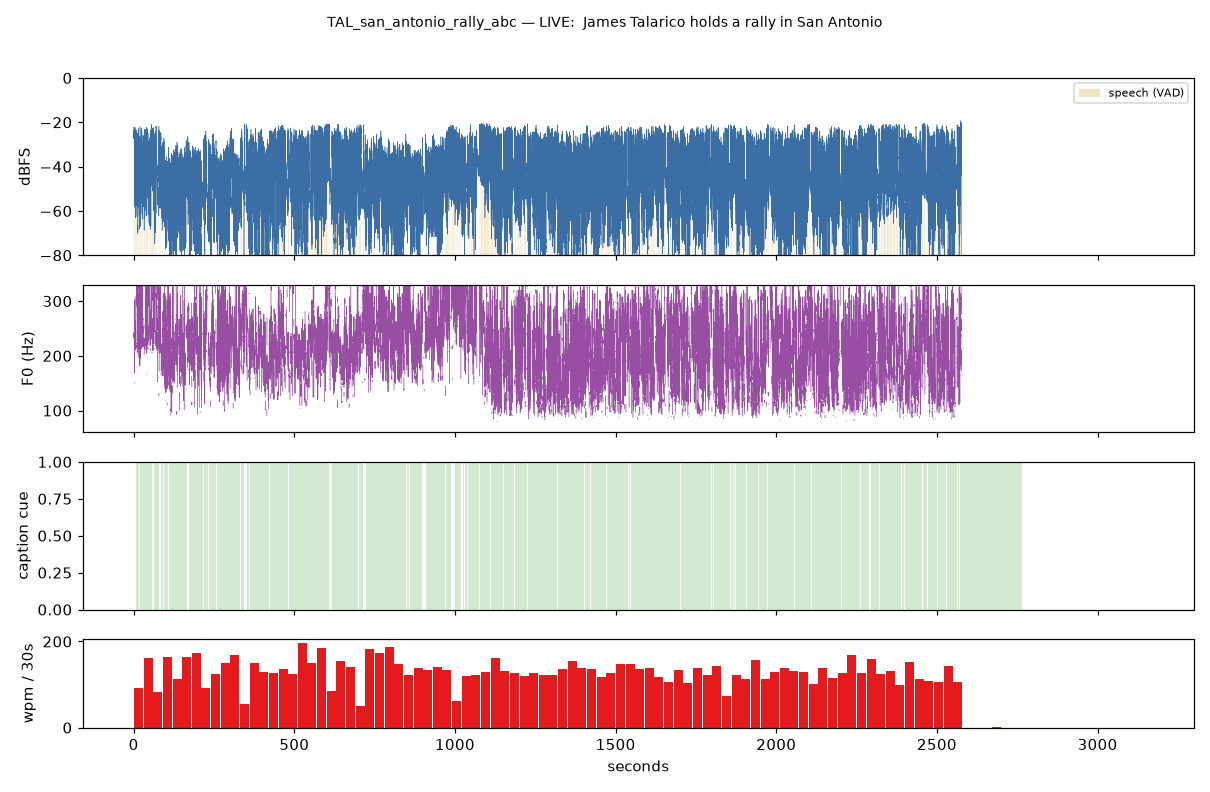 TAL_san_antonio_rally_abc — LIVE:  James Talarico holds a rally in San Antonio
speech (VAD)
dBFS
0
−20
−40
−60
−80
F0 (Hz)
300
200
100
caption cue
1.00
0.75
0.50
0.25
0.00
wpm / 30s
200
0
0 500 1000 1500 2000 2500 3000
seconds